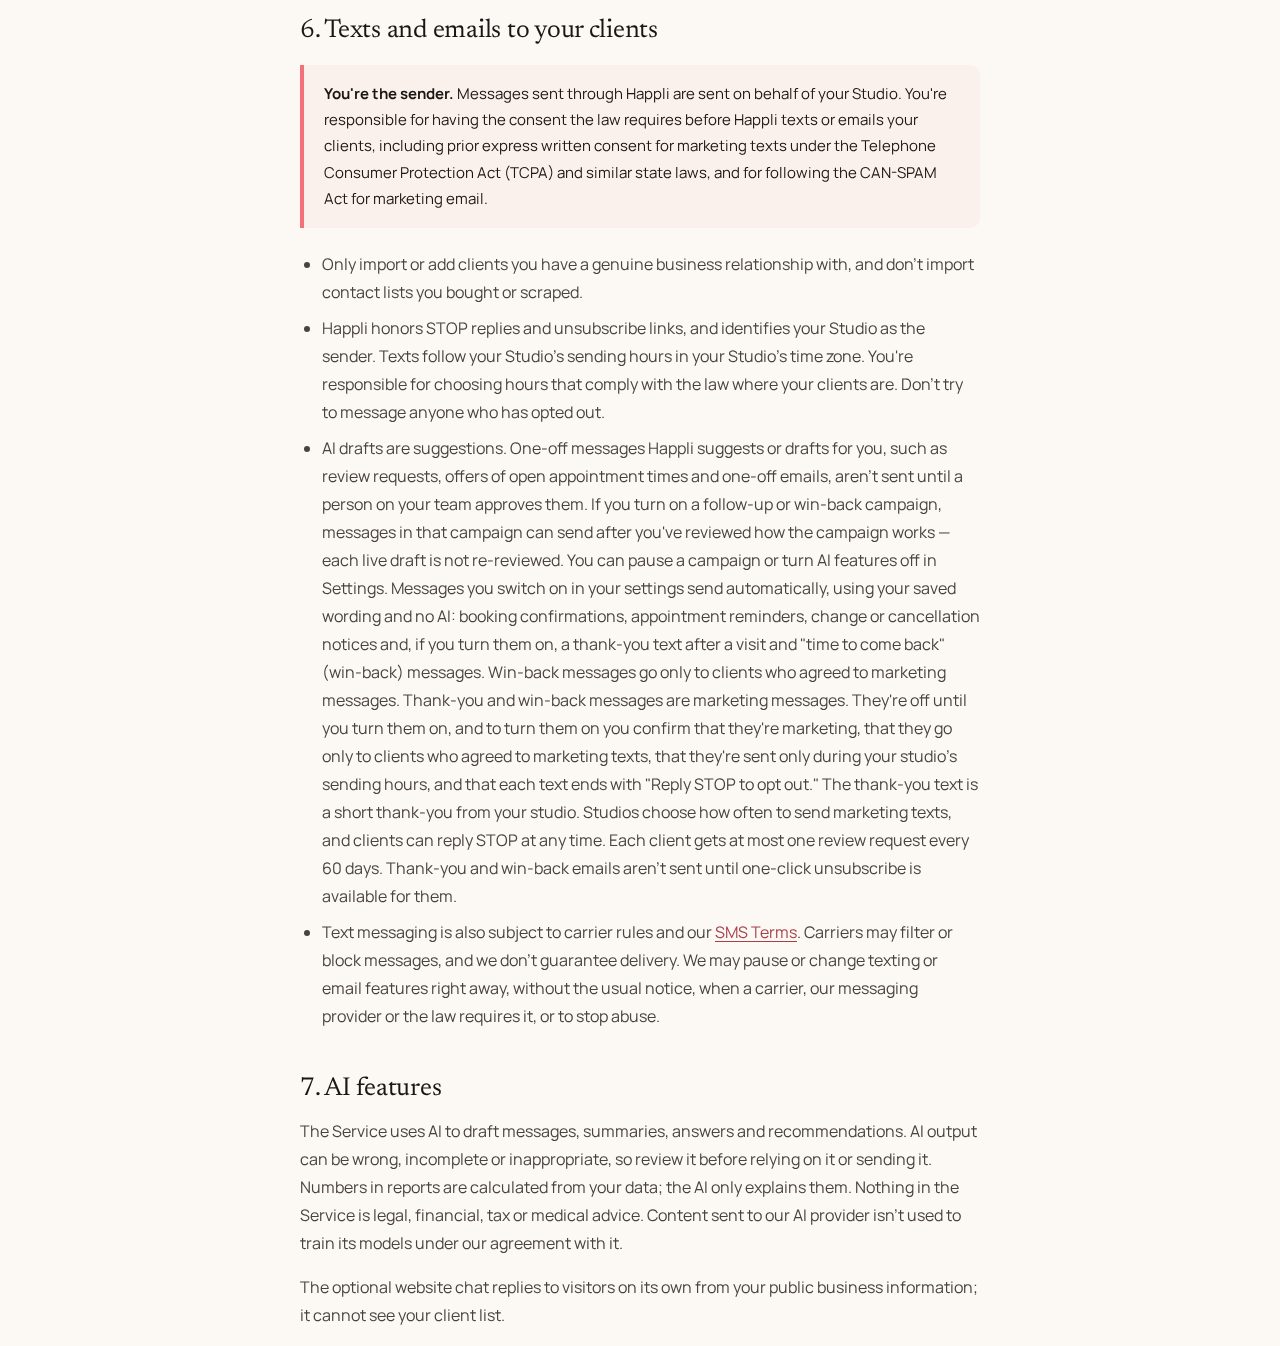 6. Texts and emails to your clients
You're the sender. Messages sent through Happli are sent on behalf of your Studio. You're
responsible for having the consent the law requires before Happli texts or emails your
clients, including prior express written consent for marketing texts under the Telephone
Consumer Protection Act (TCPA) and similar state laws, and for following the CAN-SPAM
Act for marketing email.
• Only import or add clients you have a genuine business relationship with, and don't import
contact lists you bought or scraped.
• Happli honors STOP replies and unsubscribe links, and identifies your Studio as the
sender. Texts follow your Studio's sending hours in your Studio's time zone. You're
responsible for choosing hours that comply with the law where your clients are. Don't try
to message anyone who has opted out.
• AI drafts are suggestions. One-off messages Happli suggests or drafts for you, such as
review requests, offers of open appointment times and one-off emails, aren't sent until a
person on your team approves them. If you turn on a follow-up or win-back campaign,
messages in that campaign can send after you've reviewed how the campaign works —
each live draft is not re-reviewed. You can pause a campaign or turn AI features off in
Settings. Messages you switch on in your settings send automatically, using your saved
wording and no AI: booking confirmations, appointment reminders, change or cancellation
notices and, if you turn them on, a thank-you text after a visit and "time to come back"
(win-back) messages. Win-back messages go only to clients who agreed to marketing
messages. Thank-you and win-back messages are marketing messages. They're off until
you turn them on, and to turn them on you confirm that they're marketing, that they go
only to clients who agreed to marketing texts, that they're sent only during your studio's
sending hours, and that each text ends with "Reply STOP to opt out." The thank-you text is
a short thank-you from your studio. Studios choose how often to send marketing texts,
and clients can reply STOP at any time. Each client gets at most one review request every
60 days. Thank-you and win-back emails aren't sent until one-click unsubscribe is
available for them.
• Text messaging is also subject to carrier rules and our SMS Terms. Carriers may filter or
block messages, and we don't guarantee delivery. We may pause or change texting or
email features right away, without the usual notice, when a carrier, our messaging
provider or the law requires it, or to stop abuse.
7. AI features
The Service uses AI to draft messages, summaries, answers and recommendations. AI output
can be wrong, incomplete or inappropriate, so review it before relying on it or sending it.
Numbers in reports are calculated from your data; the AI only explains them. Nothing in the
Service is legal, financial, tax or medical advice. Content sent to our AI provider isn't used to
train its models under our agreement with it.
The optional website chat replies to visitors on its own from your public business information;
it cannot see your client list.